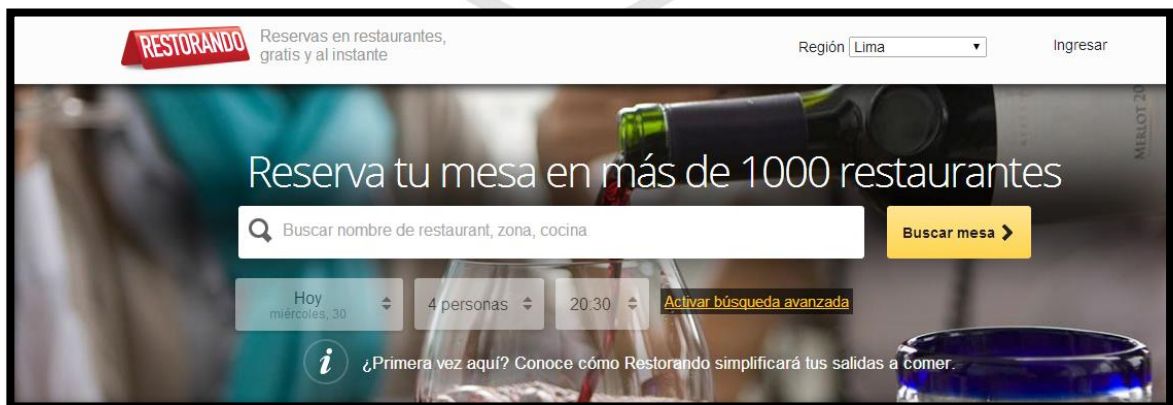 RESTORANDO
Reservas en restaurantes,
gratis y al instante
Región Lima
Ingresar
MERLOT 20
Reserva tu mesa en más de 1000 restaurantes
Buscar nombre de restaurant, zona, cocina
Buscar mesa
Hoy
miércoles, 30
4 personas
20:30
Activar búsqueda avanzada
i
¿Primera vez aquí? Conoce cómo Restorando simplificará tus salidas a comer.